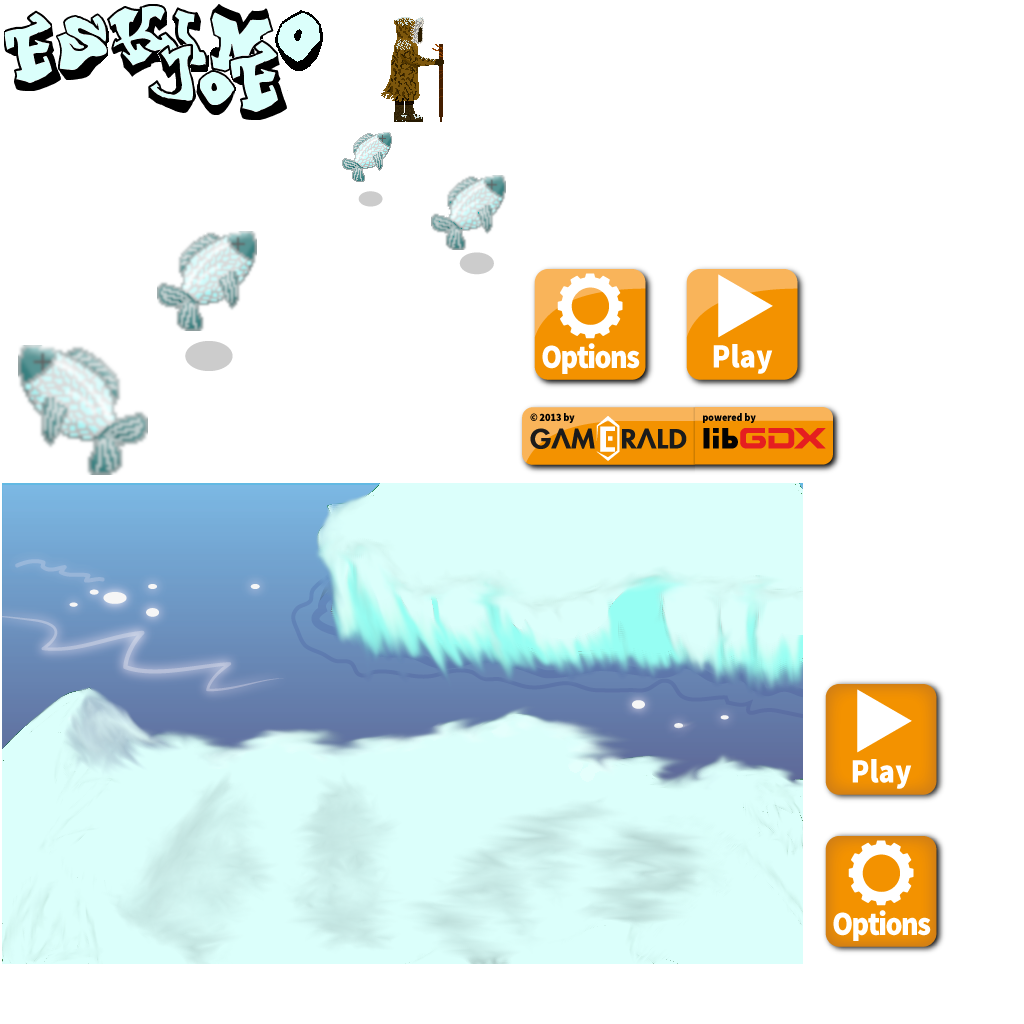 ESKIMO
JOE
Options
Play
© 2013 by
GAMERALD
powered by
libGDX
Play
Options